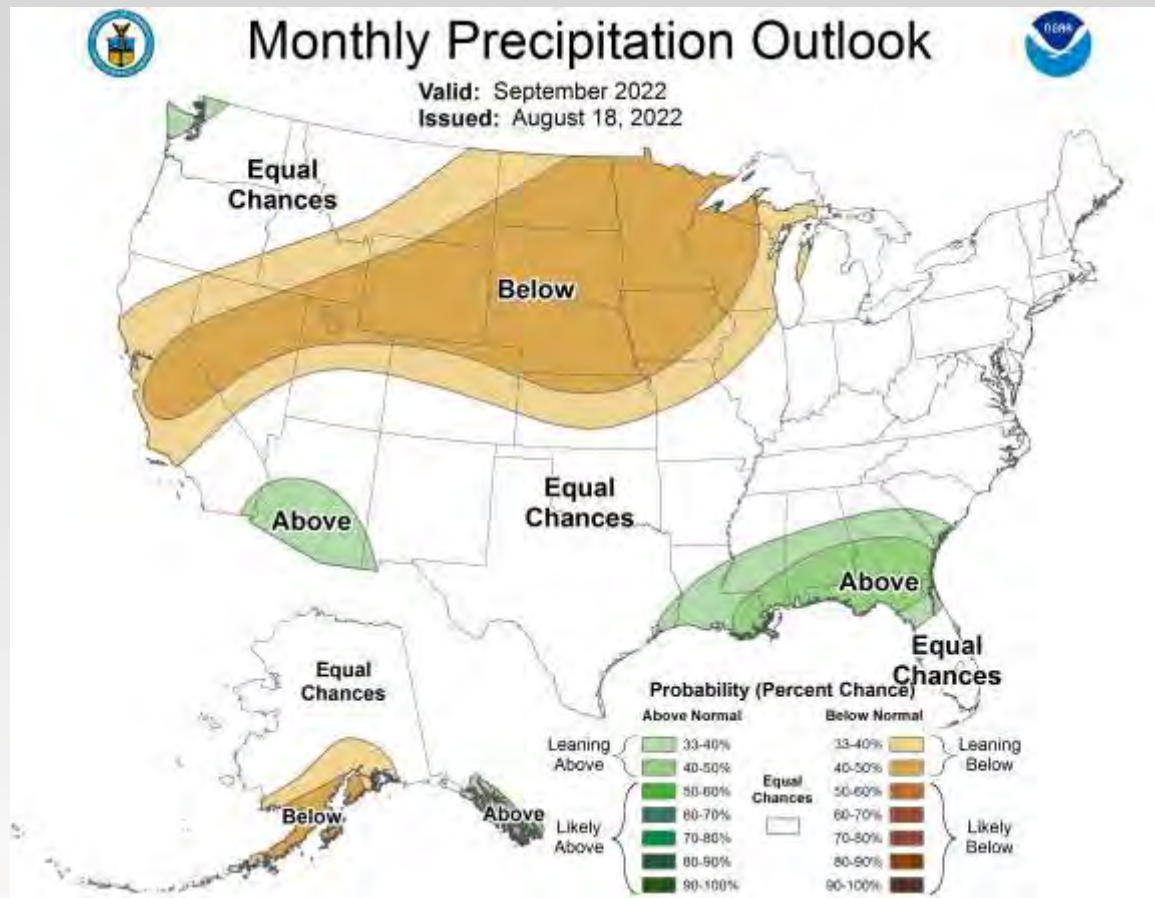 Monthly Precipitation Outlook
NOAA
Valid: September 2022
Issued: August 18, 2022
Equal
Chances
Below
Above
Equal
Chances
Above
Equal
Chances
Equal
Chances
Below
Above
Probability (Percent Chance)
Above Normal
Below Normal
Leaning
Above
33-40%
40-50%
Likely
Above
50-60%
60-70%
70-80%
80-90%
90-100%
Equal
Chances
33-40%
40-50%
Leaning
Below
50-60%
60-70%
70-80%
80-90%
90-100%
Likely
Below